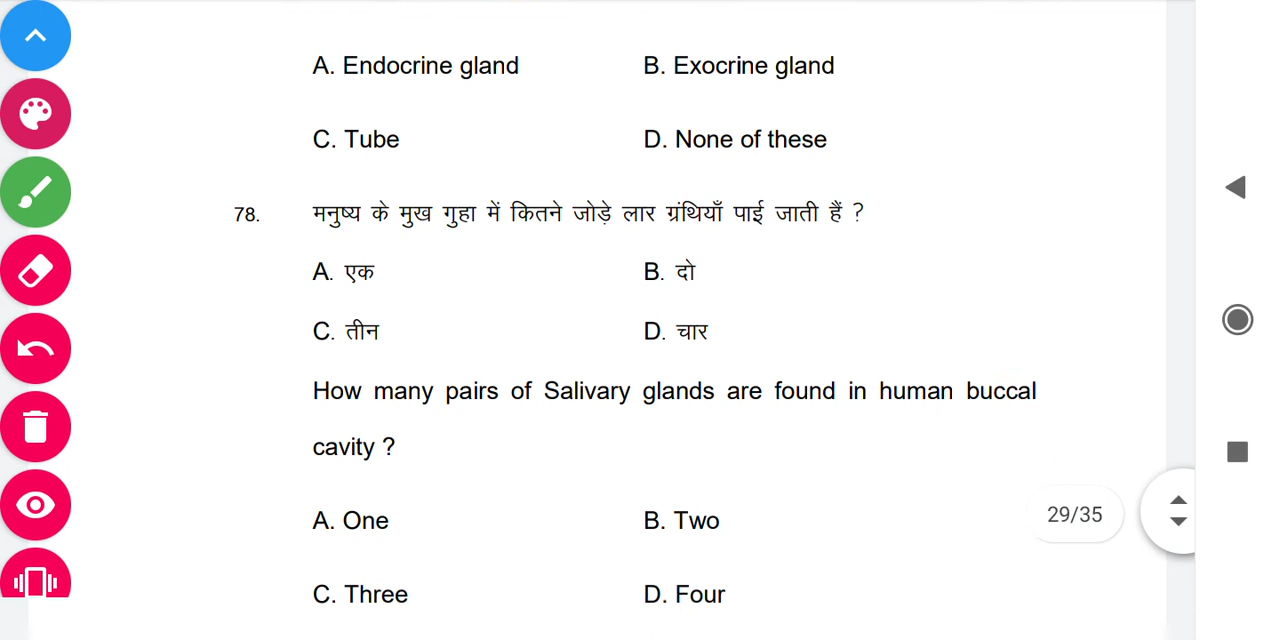 A. Endocrine gland B. Exocrine gland
C. Tube D. None of these
78. मनुष्य के मुख गुहा में कितने जोड़े लार ग्रंथियाँ पाई जाती हैं ?
A. एक B. दो
C. तीन D. चार
How many pairs of Salivary glands are found in human buccal
cavity ?
A. One B. Two
29/35
C. Three D. Four